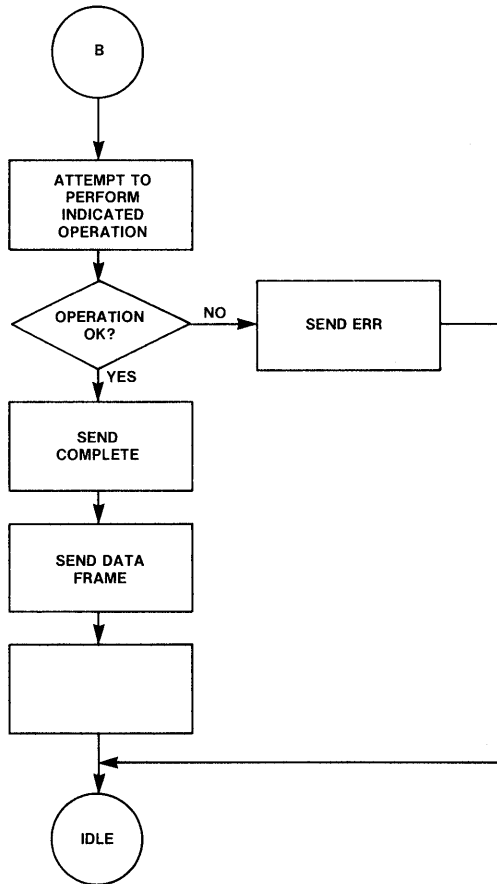 B
ATTEMPT TO
PERFORM
INDICATED
OPERATION
OPERATION
OK?
NO
SEND ERR
YES
SEND
COMPLETE
SEND DATA
FRAME
IDLE